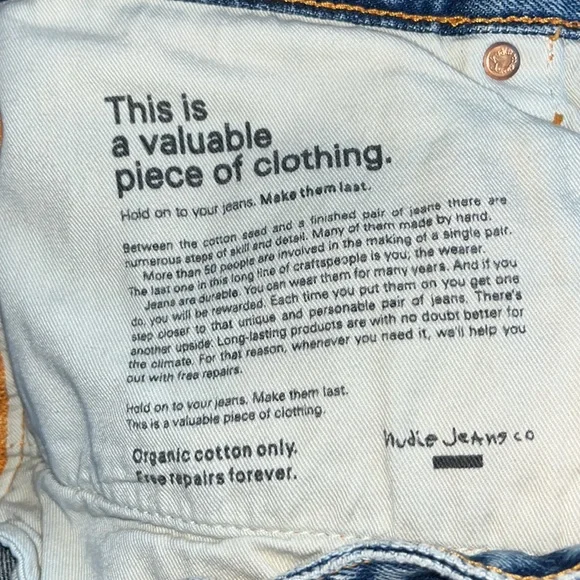 This is
a valuable
piece of clothing.
Hold on to your jeans. Make them last.
Between the cotton seed and a finished pair of jeans there are
numerous steps of skill and detail. Many of them made by hand.
More than 50 people are involved in the making of a single pair.
The last one in this long line of craftspeople is you; the wearer.
Jeans are durable. You can wear them for many years. And if you
do, you will be rewarded. Each time you put them on you get one
step closer to that unique and personable pair of jeans. There's
another upside: Long-lasting products are with no doubt better for
the climate. For that reason, whenever you need it, we'll help you
out with free repairs.
Hold on to your jeans. Make them last.
This is a valuable piece of clothing.
Organic cotton only.
Free repairs forever.
Nudie Jeans co